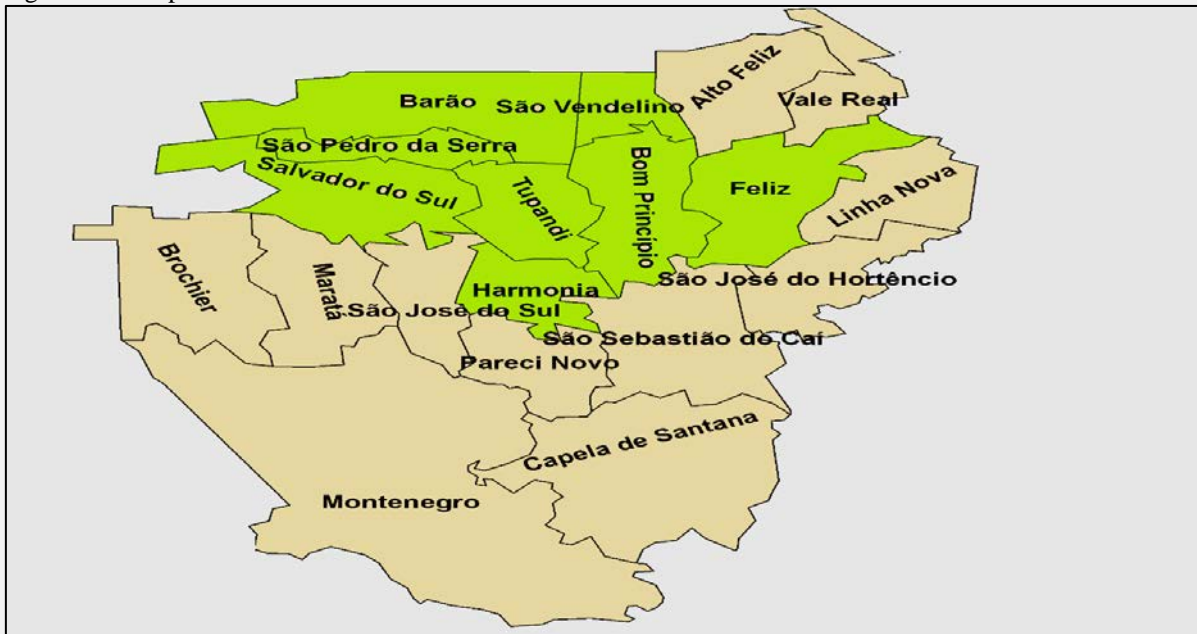 Alto Feliz
Vale Real
Barão
São Vendelino
São Pedro da Serra
Salvador do Sul
Tupandi
Bom Princípio
Feliz
Linha Nova
Brochier
Maratá
São José do Sul
Harmonia
São José do Hortêncio
São Sebastião do Caí
Pareci Novo
Capela de Santana
Montenegro